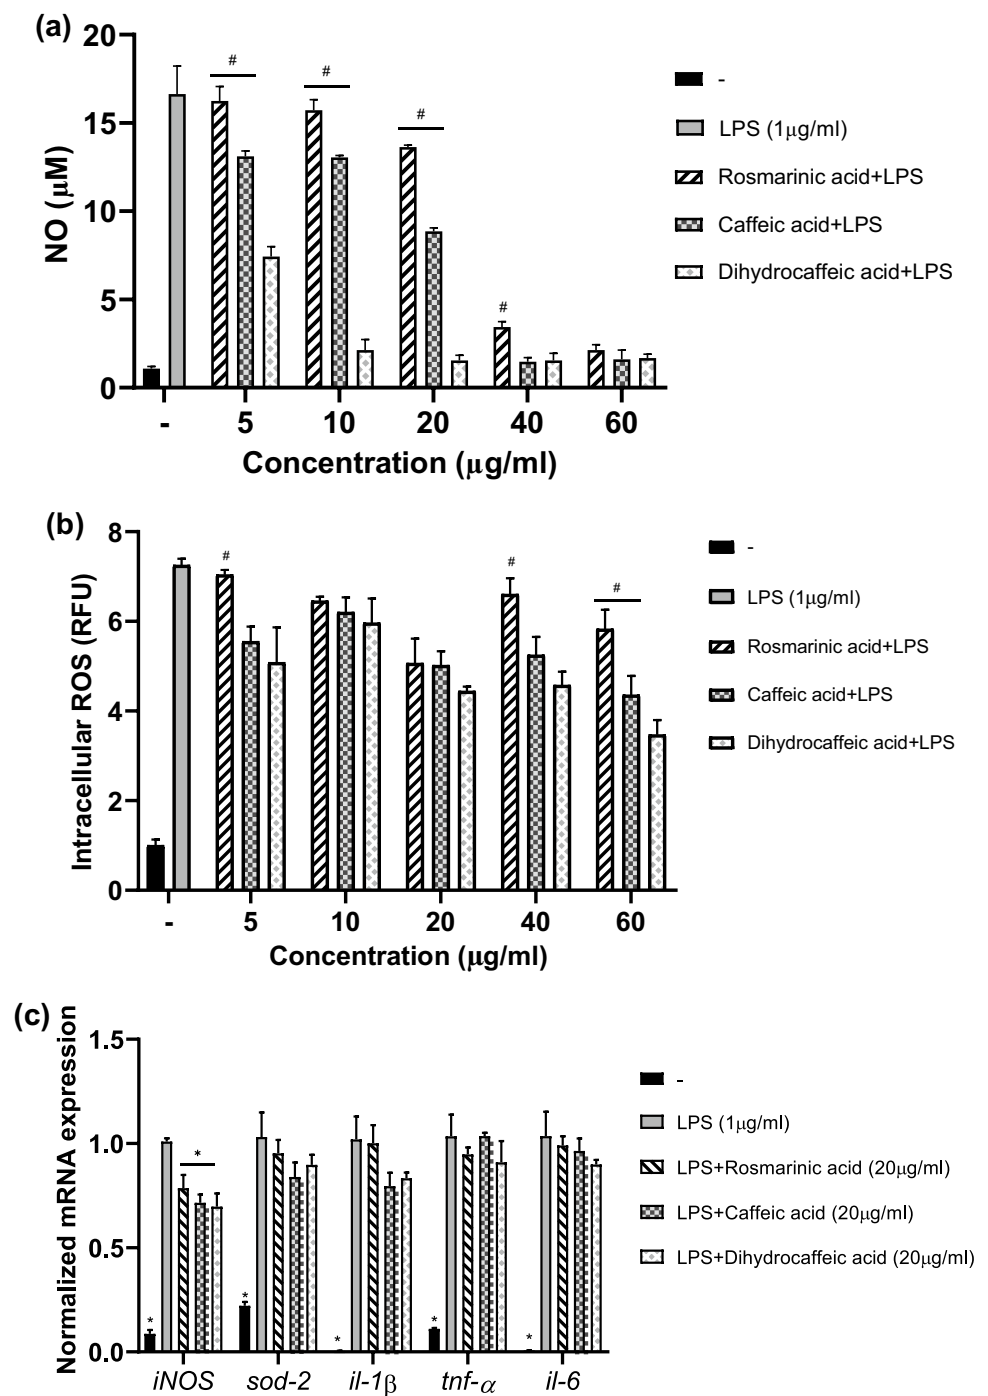 (a)
20
15
10
5
0
NO (μM)
# # # #
- 5 10 20 40 60
Concentration (μg/ml)
-
LPS (1μg/ml)
Rosmarinic acid+LPS
Caffeic acid+LPS
Dihydrocaffeic acid+LPS
(b)
8
6
4
2
0
Intracellular ROS (RFU)
# # #
- 5 10 20 40 60
Concentration (μg/ml)
-
LPS (1μg/ml)
Rosmarinic acid+LPS
Caffeic acid+LPS
Dihydrocaffeic acid+LPS
(c)
1.5
1.0
0.5
0.0
Normalized mRNA expression
* * * * * *
iNOS sod-2 il-1β tnf-α il-6
-
LPS (1μg/ml)
LPS+Rosmarinic acid (20μg/ml)
LPS+Caffeic acid (20μg/ml)
LPS+Dihydrocaffeic acid (20μg/ml)